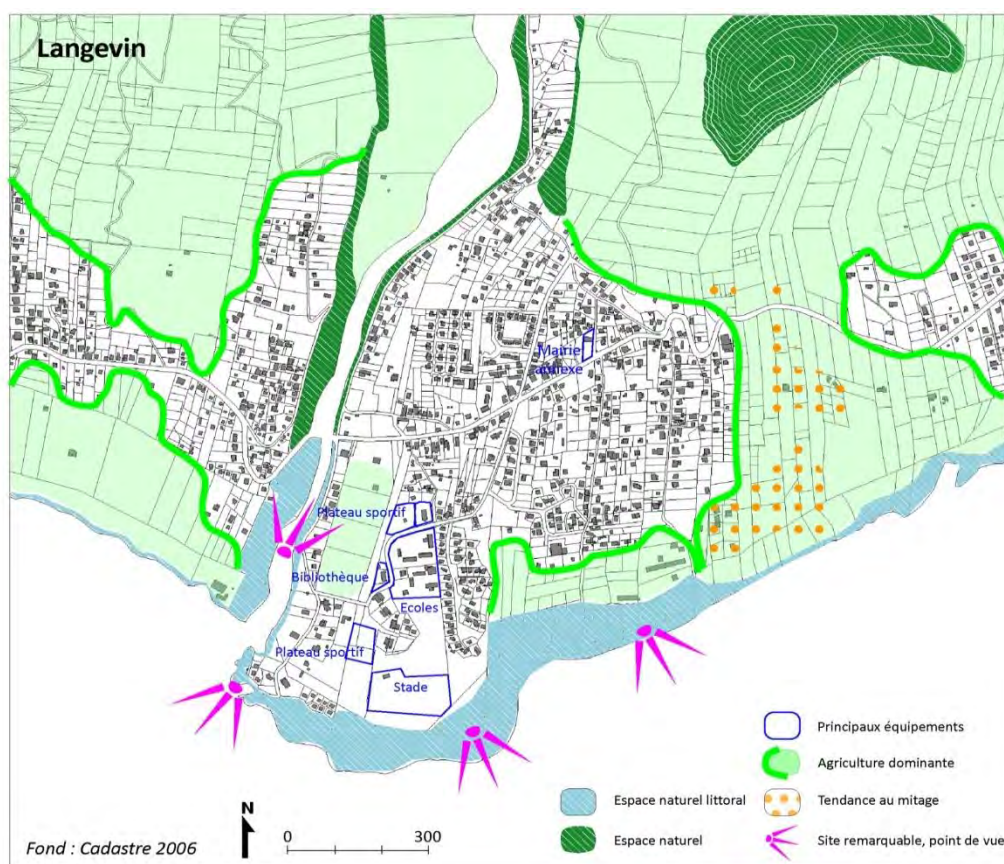 Langevin
Mairie
annexe
Plateau sportif
Bibliothèque
Ecoles
Plateau sportif
Stade
Principaux équipements
Agriculture dominante
Espace naturel littoral
Tendance au mitage
Espace naturel
Site remarquable, point de vue
N
0 300
Fond : Cadastre 2006